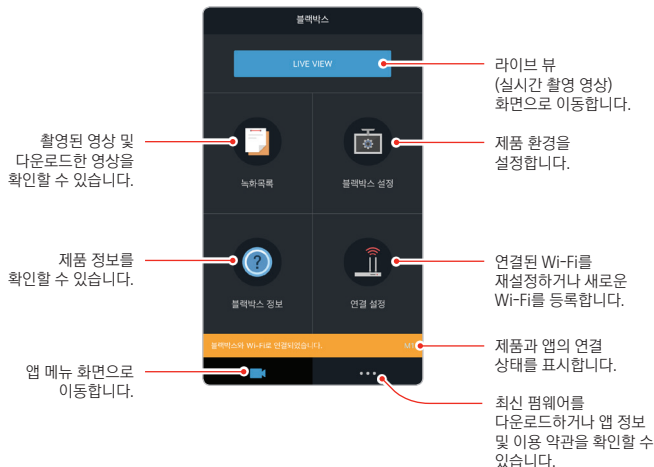 블랙박스
LIVE VIEW
라이브 뷰
(실시간 촬영 영상)
화면으로 이동합니다.
촬영된 영상 및
다운로드한 영상을
확인할 수 있습니다.
녹화목록
블랙박스 설정
제품 환경을
설정합니다.
제품 정보를
확인할 수 있습니다.
블랙박스 정보
연결 설정
연결된 Wi-Fi를
재설정하거나 새로운
Wi-Fi를 등록합니다.
블랙박스와 Wi-Fi로 연결되었습니다.
제품과 앱의 연결
상태를 표시합니다.
앱 메뉴 화면으로
이동합니다.
최신 펌웨어를
다운로드하거나 앱 정보
및 이용 약관을 확인할 수
있습니다.